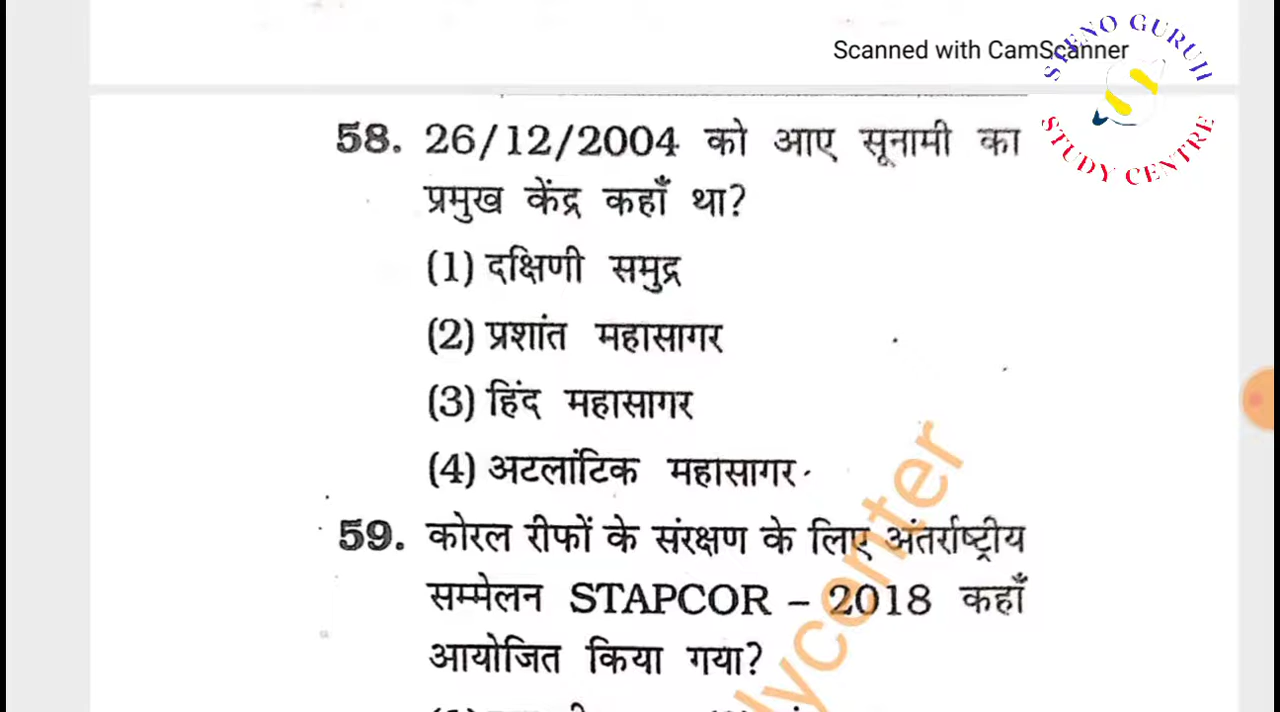 Scanned with CamScanner
STENO GURUJI
STUDY CENTRE
58. 26/12/2004 को आए सूनामी का
प्रमुख केंद्र कहाँ था?
(1) दक्षिणी समुद्र
(2) प्रशांत महासागर
(3) हिंद महासागर
(4) अटलांटिक महासागर
59. कोरल रीफों के संरक्षण के लिए अंतर्राष्ट्रीय
सम्मेलन STAPCOR – 2018 कहाँ
आयोजित किया गया?
lycenter